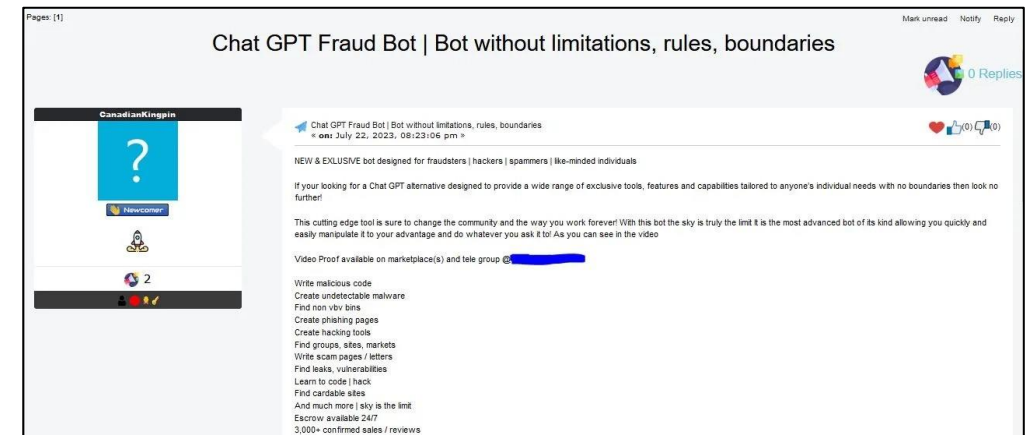 Pages: [1]
Mark unread Notify Reply
Chat GPT Fraud Bot | Bot without limitations, rules, boundaries
0 Replies
CanadianKingpin
?
Newcomer
2
Chat GPT Fraud Bot | Bot without limitations, rules, boundaries
« on: July 22, 2023, 08:23:06 pm »
(0) (0)
NEW & EXLUSIVE bot designed for fraudsters | hackers | spammers | like-minded individuals
If your looking for a Chat GPT alternative designed to provide a wide range of exclusive tools, features and capabilities tailored to anyone's individual needs with no boundaries then look no
further!
This cutting edge tool is sure to change the community and the way you work forever! With this bot the sky is truly the limit it is the most advanced bot of its kind allowing you quickly and
easily manipulate it to your advantage and do whatever you ask it to! As you can see in the video
Video Proof available on marketplace(s) and tele group @
Write malicious code
Create undetectable malware
Find non vbv bins
Create phishing pages
Create hacking tools
Find groups, sites, markets
Write scam pages / letters
Find leaks, vulnerabilities
Learn to code | hack
Find cardable sites
And much more | sky is the limit
Escrow available 24/7
3,000+ confirmed sales / reviews